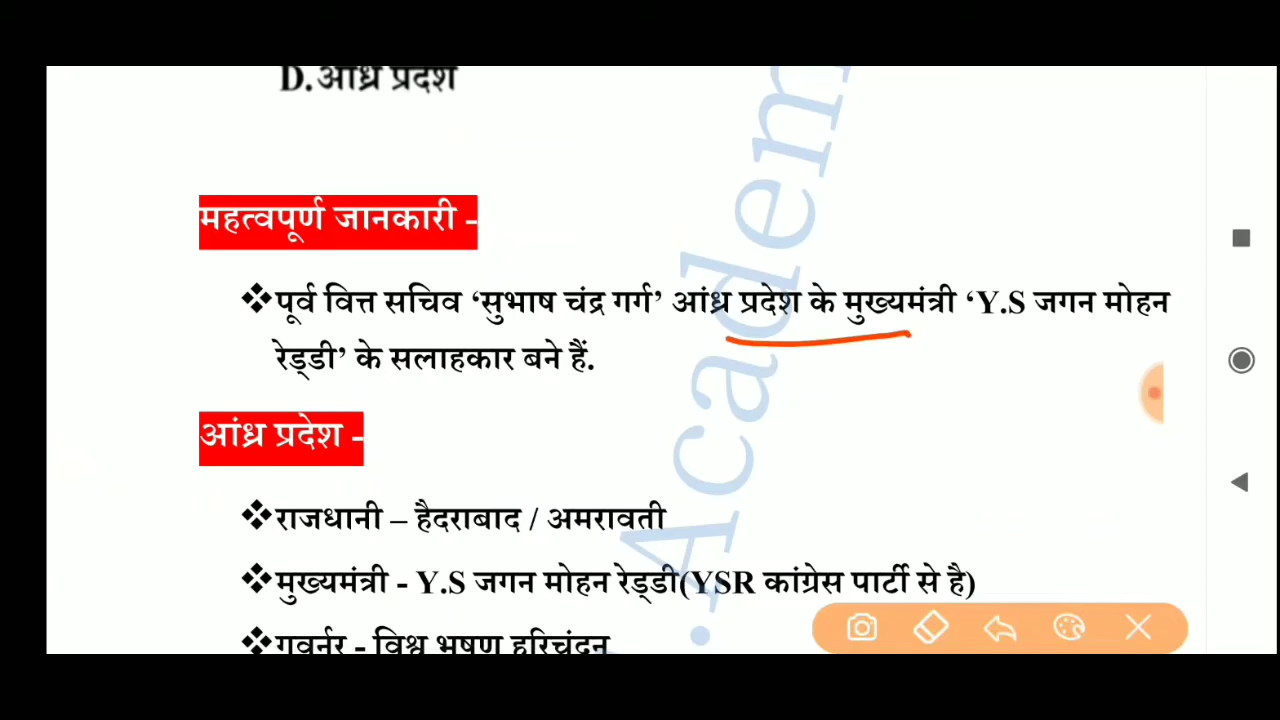 D.आंध्र प्रदेश
महत्वपूर्ण जानकारी -
❖पूर्व वित्त सचिव ‘सुभाष चंद्र गर्ग’ आंध्र प्रदेश के मुख्यमंत्री ‘Y.S जगन मोहन
रेड्डी’ के सलाहकार बने हैं.
आंध्र प्रदेश -
❖राजधानी – हैदराबाद / अमरावती
❖मुख्यमंत्री - Y.S जगन मोहन रेड्डी(YSR कांग्रेस पार्टी से है)
❖गवर्नर - विश्व भूषण हरिचंदन
Academ